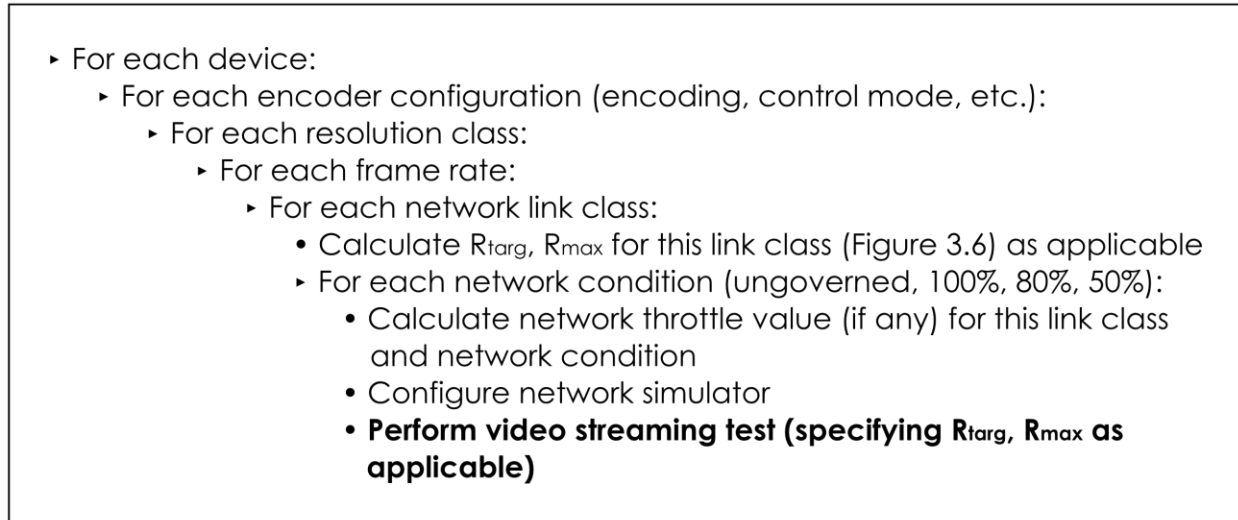 ▸ For each device:
▸ For each encoder configuration (encoding, control mode, etc.):
▸ For each resolution class:
▸ For each frame rate:
▸ For each network link class:
• Calculate Rtarg, Rmax for this link class (Figure 3.6) as applicable
▸ For each network condition (ungoverned, 100%, 80%, 50%):
• Calculate network throttle value (if any) for this link class
and network condition
• Configure network simulator
• Perform video streaming test (specifying Rtarg, Rmax as
applicable)